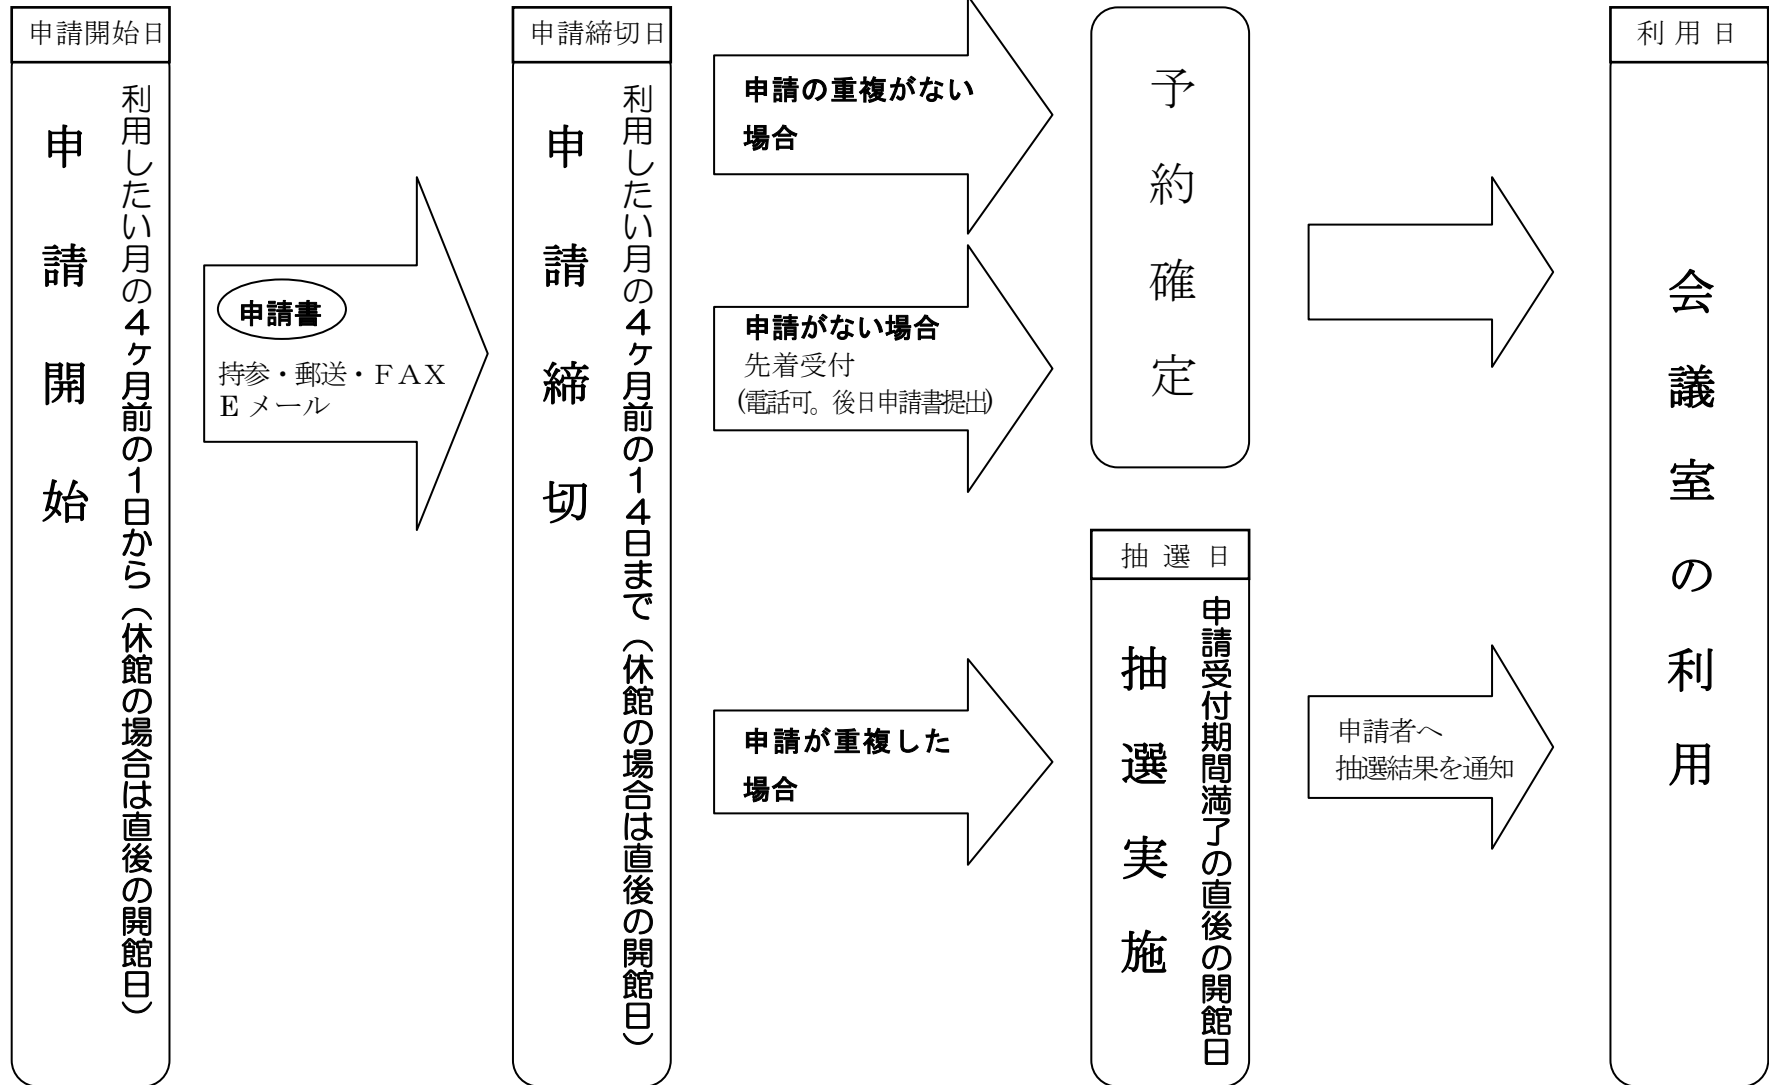 申請開始日
利用したい月の４ヶ月前の１日から（休館の場合は直後の開館日）
申請開始
申請書
持参・郵送・ＦＡＸ
E メール
申請締切日
利用したい月の４ヶ月前の１４日まで（休館の場合は直後の開館日）
申請締切
申請の重複がない
場合
申請がない場合
先着受付
(電話可。後日申請書提出)
予約確定
申請が重複した
場合
抽選日
申請受付期間満了の直後の開館日
抽選実施
申請者へ
抽選結果を通知
利用日
会議室の利用